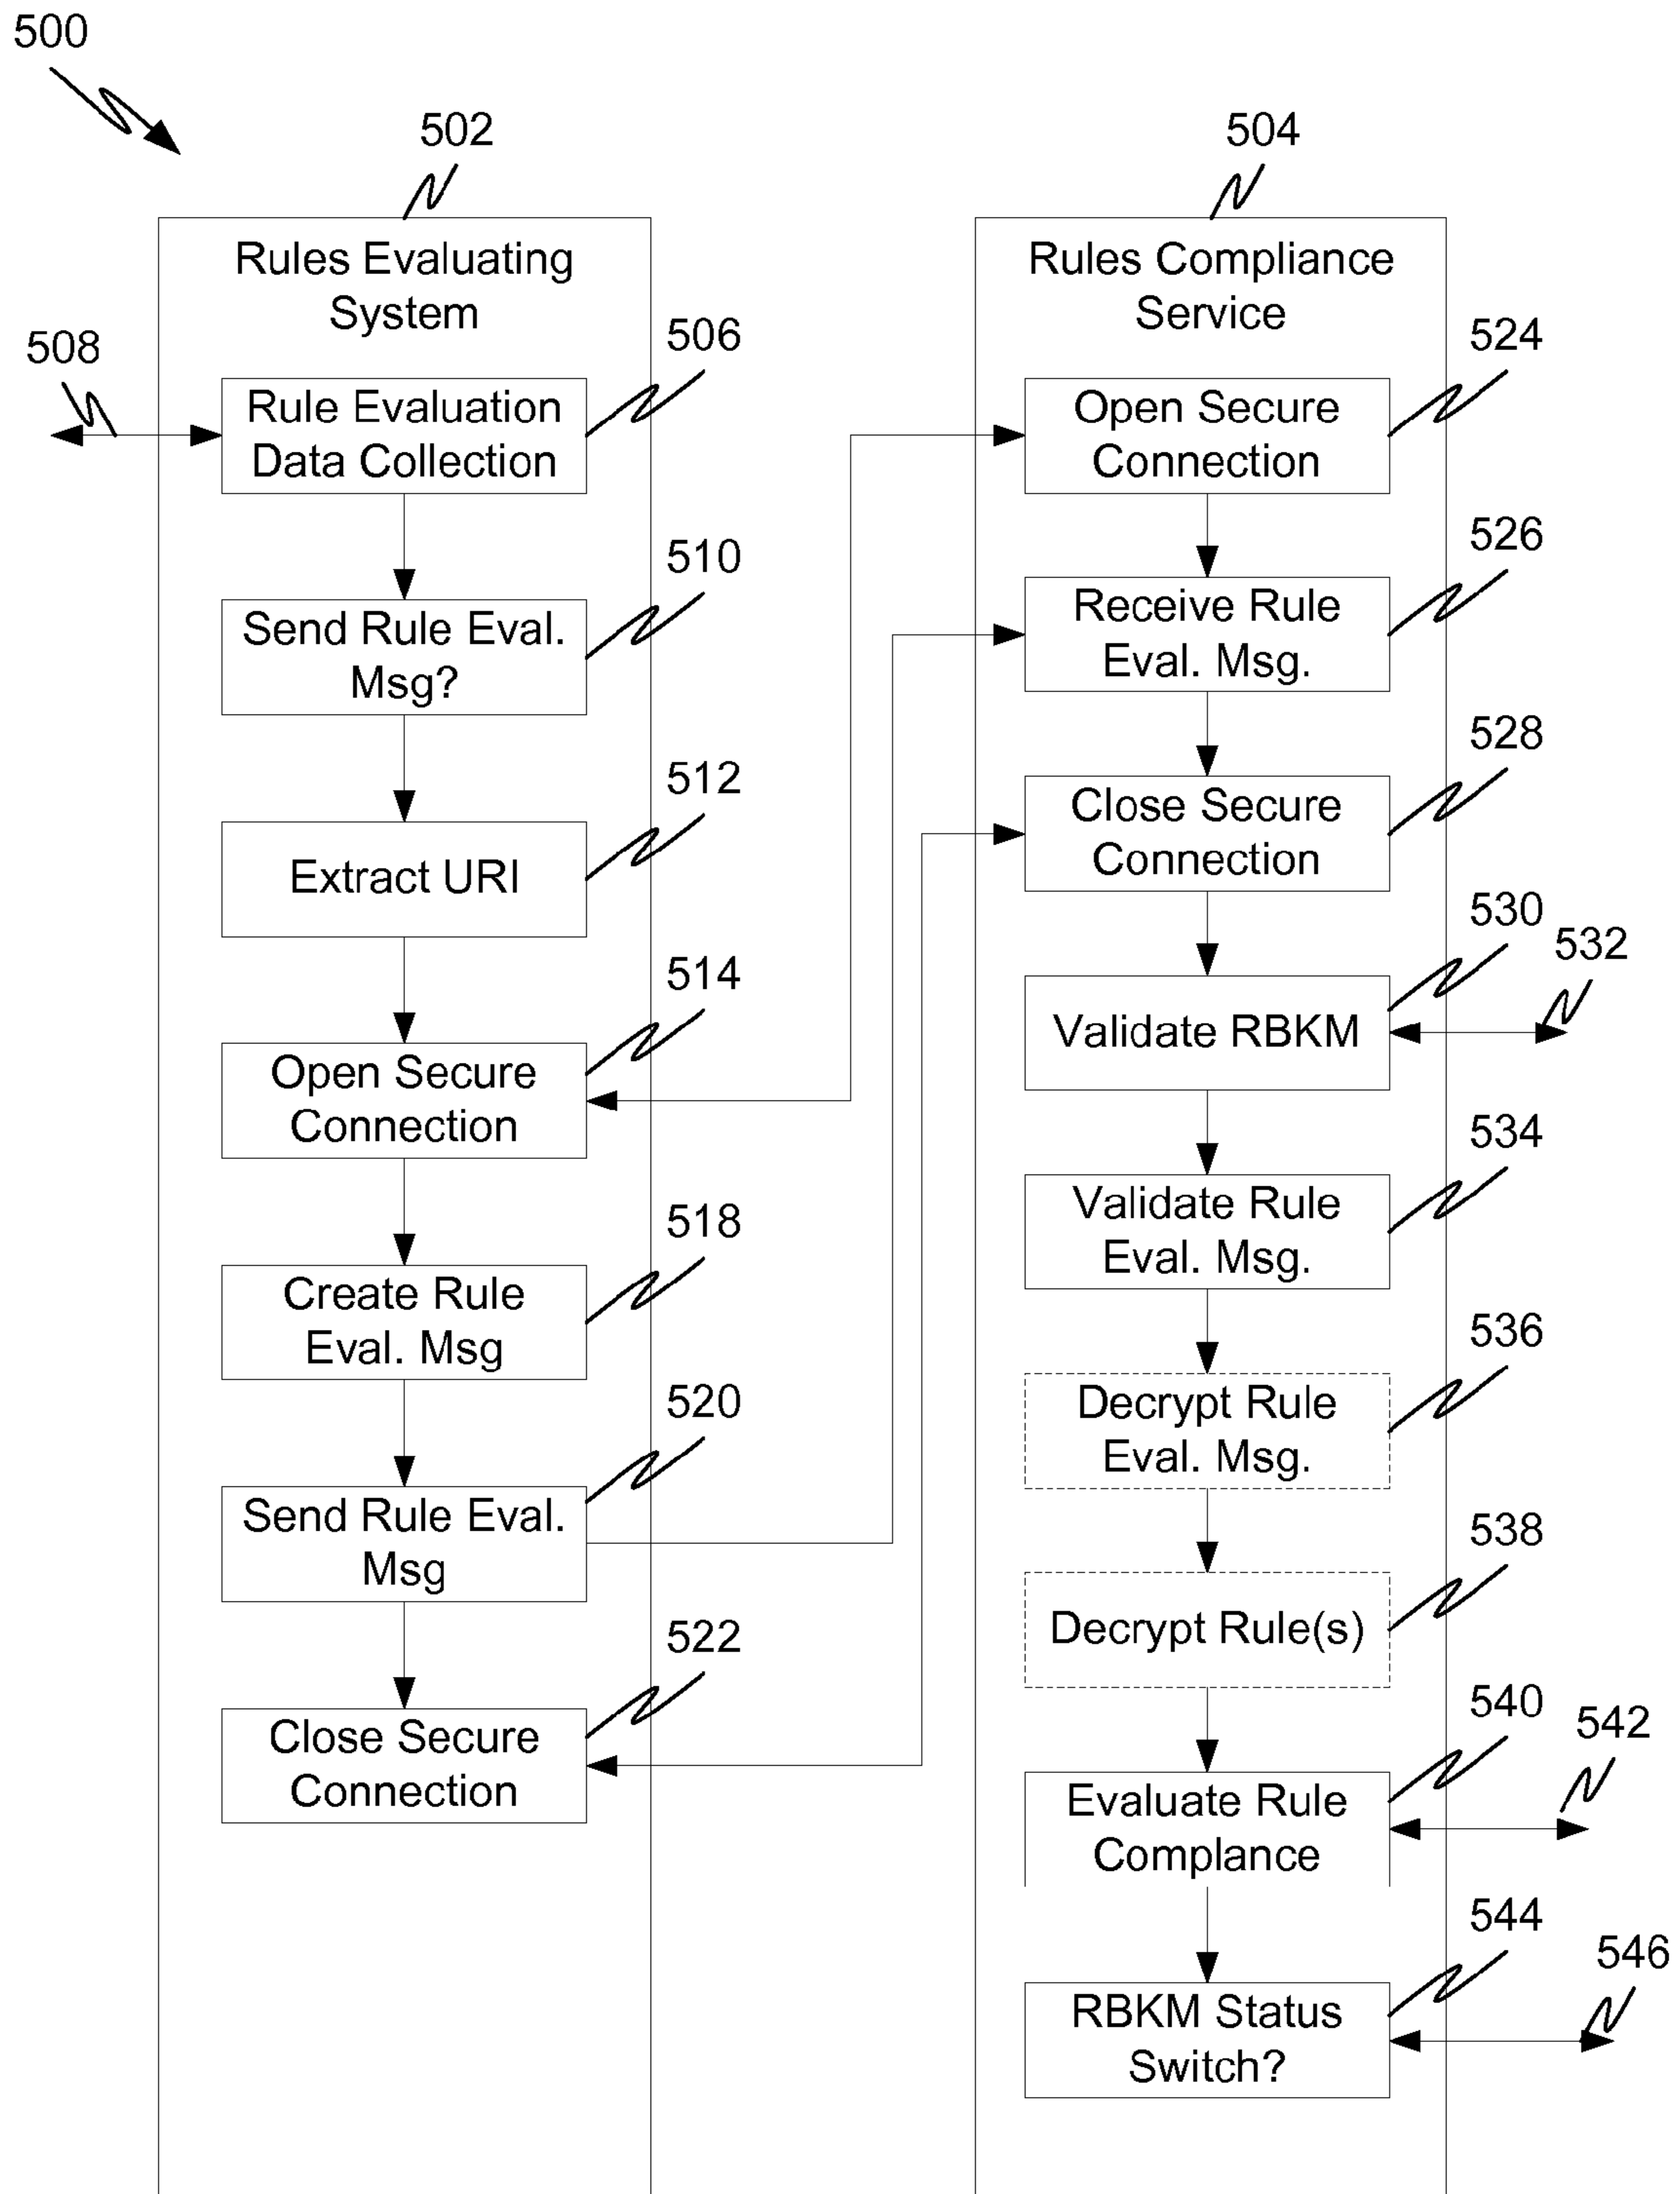 500
502
504
Rules Evaluating
System
Rules Compliance
Service
508
506
524
Rule Evaluation
Data Collection
Open Secure
Connection
510
526
Send Rule Eval.
Msg?
Receive Rule
Eval. Msg.
512
528
Extract URI
Close Secure
Connection
514
530
532
Open Secure
Connection
Validate RBKM
518
534
Create Rule
Eval. Msg
Validate Rule
Eval. Msg.
520
536
Send Rule Eval.
Msg
Decrypt Rule
Eval. Msg.
522
538
Close Secure
Connection
Decrypt Rule(s)
540
542
Evaluate Rule
Complance
544
546
RBKM Status
Switch?